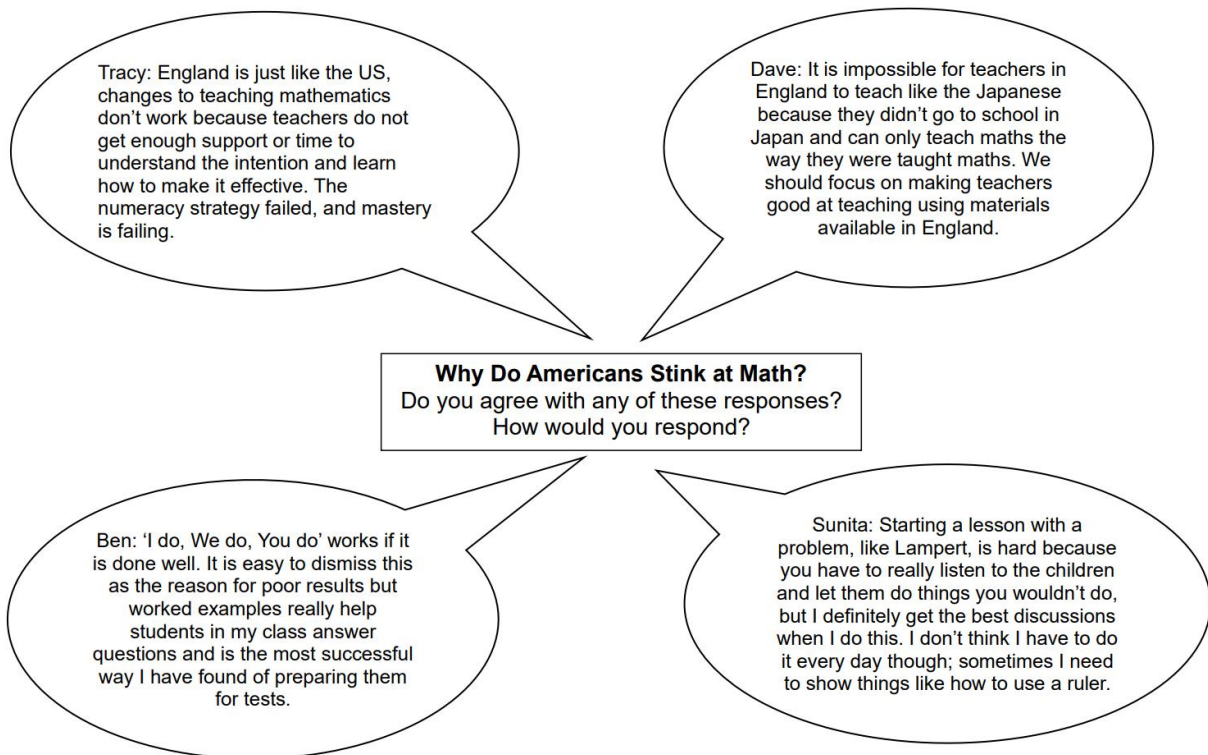 Tracy: England is just like the US,
changes to teaching mathematics
don't work because teachers do not
get enough support or time to
understand the intention and learn
how to make it effective. The
numeracy strategy failed, and mastery
is failing.
Dave: It is impossible for teachers in
England to teach like the Japanese
because they didn't go to school in
Japan and can only teach maths the
way they were taught maths. We
should focus on making teachers
good at teaching using materials
available in England.
Why Do Americans Stink at Math?
Do you agree with any of these responses?
How would you respond?
Ben: 'I do, We do, You do' works if it
is done well. It is easy to dismiss this
as the reason for poor results but
worked examples really help
students in my class answer
questions and is the most successful
way I have found of preparing them
for tests.
Sunita: Starting a lesson with a
problem, like Lampert, is hard because
you have to really listen to the children
and let them do things you wouldn't do,
but I definitely get the best discussions
when I do this. I don't think I have to do
it every day though; sometimes I need
to show things like how to use a ruler.